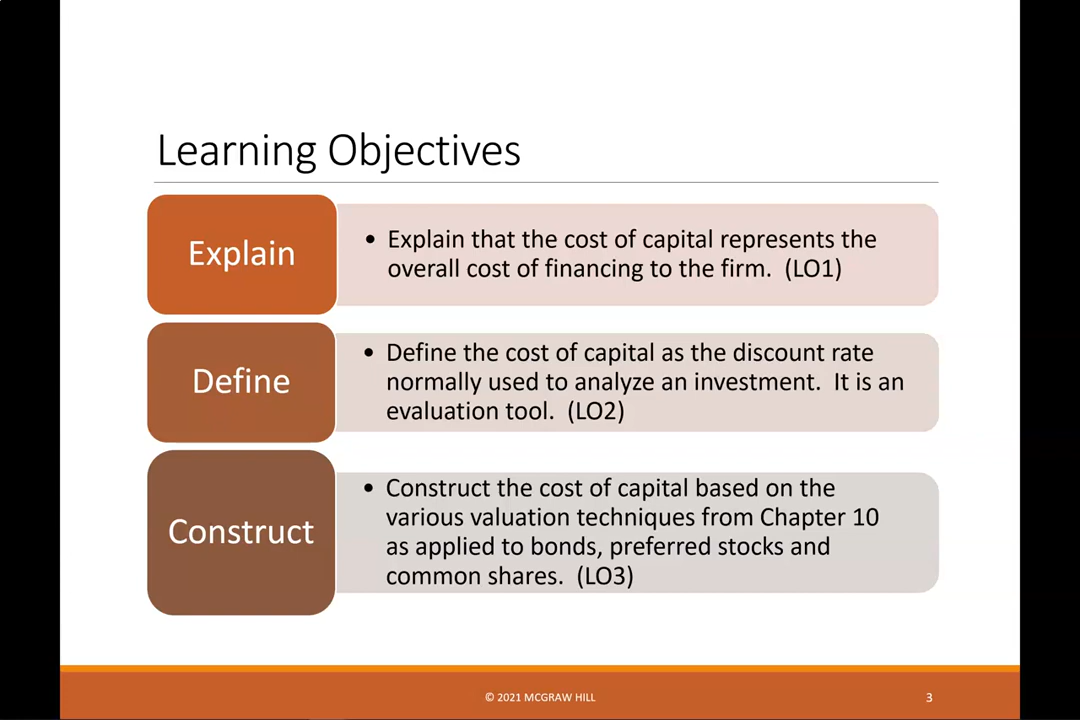 Learning Objectives
Explain
• Explain that the cost of capital represents the
overall cost of financing to the firm.  (LO1)
Define
• Define the cost of capital as the discount rate
normally used to analyze an investment.  It is an
evaluation tool.  (LO2)
Construct
• Construct the cost of capital based on the
various valuation techniques from Chapter 10
as applied to bonds, preferred stocks and
common shares.  (LO3)
© 2021 MCGRAW HILL
3